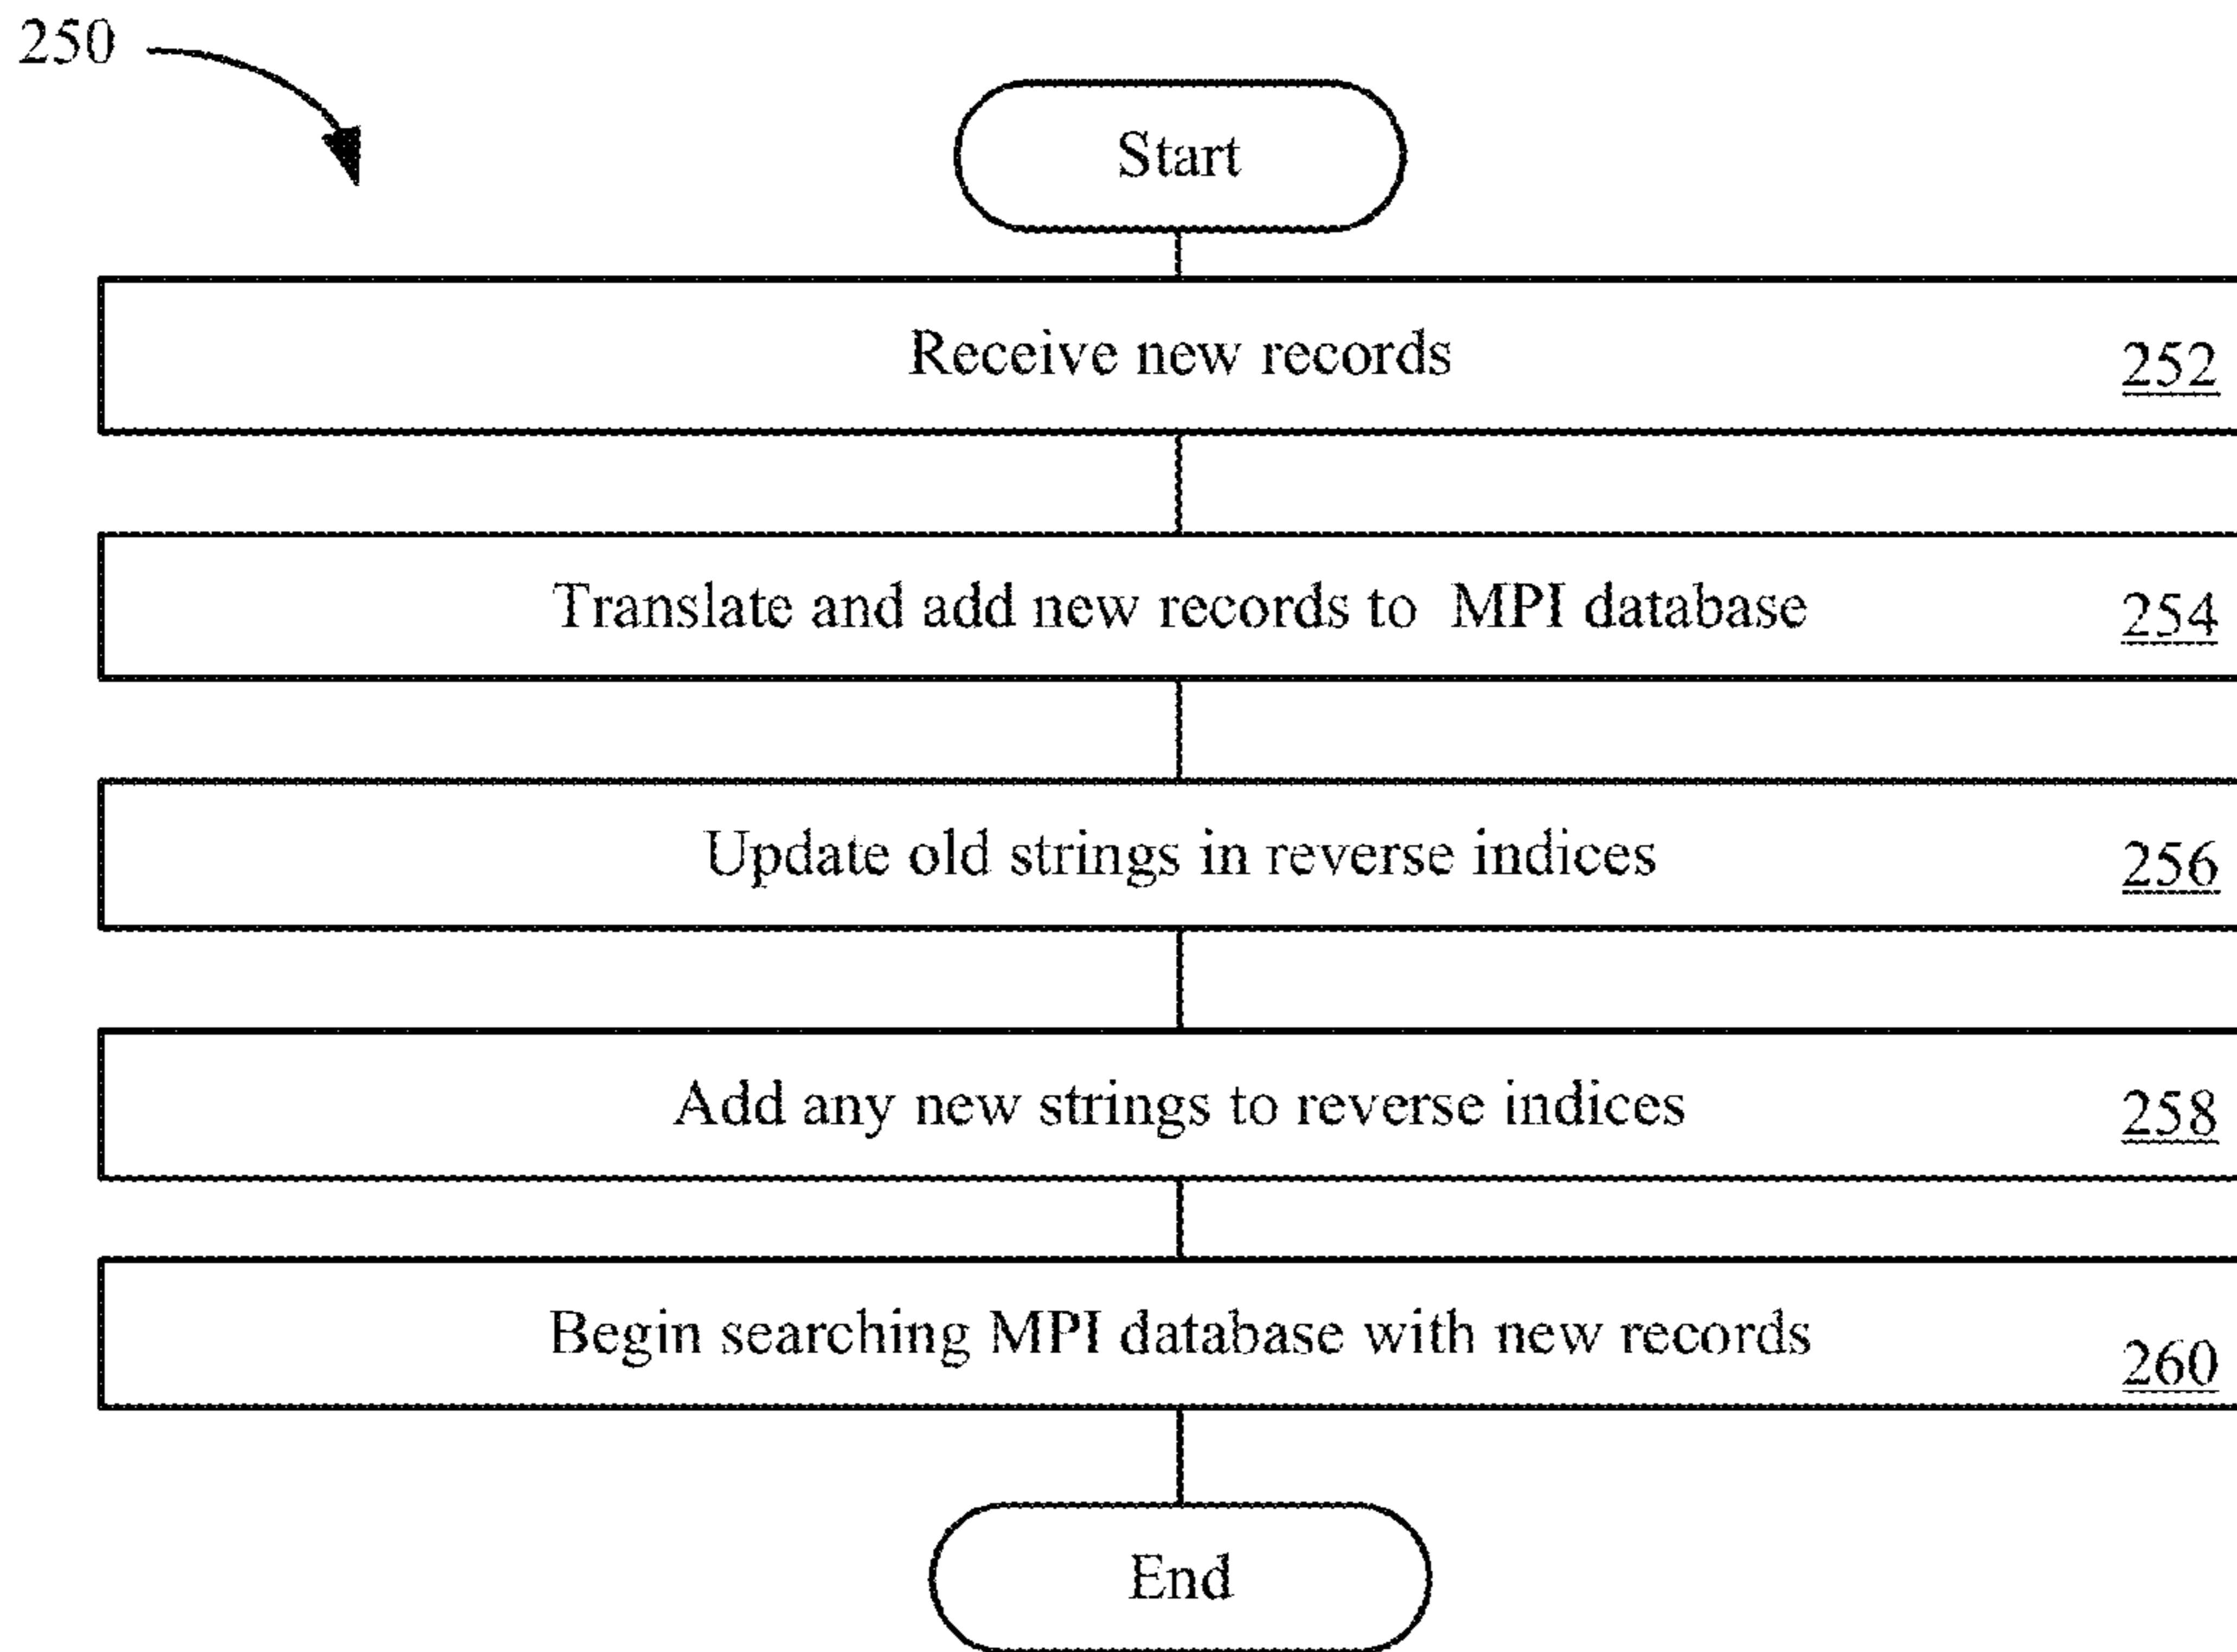 250
Start
Receive new records
252
Translate and add new records to MPI database
254
Update old strings in reverse indices
256
Add any new strings to reverse indices
258
Begin searching MPI database with new records
260
End